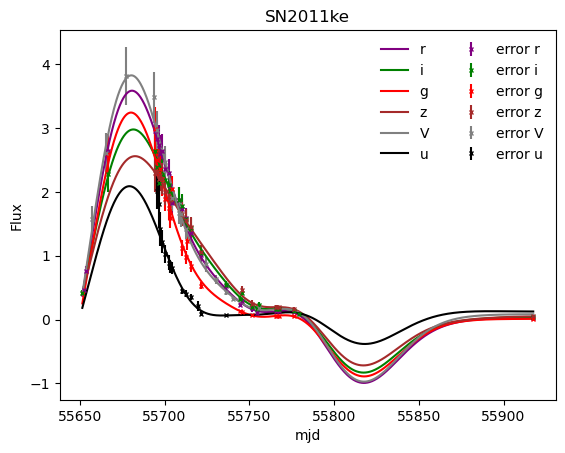 SN2011ke
Flux
4
3
2
1
0
−1
r
i
g
z
V
u
error r
error i
error g
error z
error V
error u
55650 55700 55750 55800 55850 55900
mjd